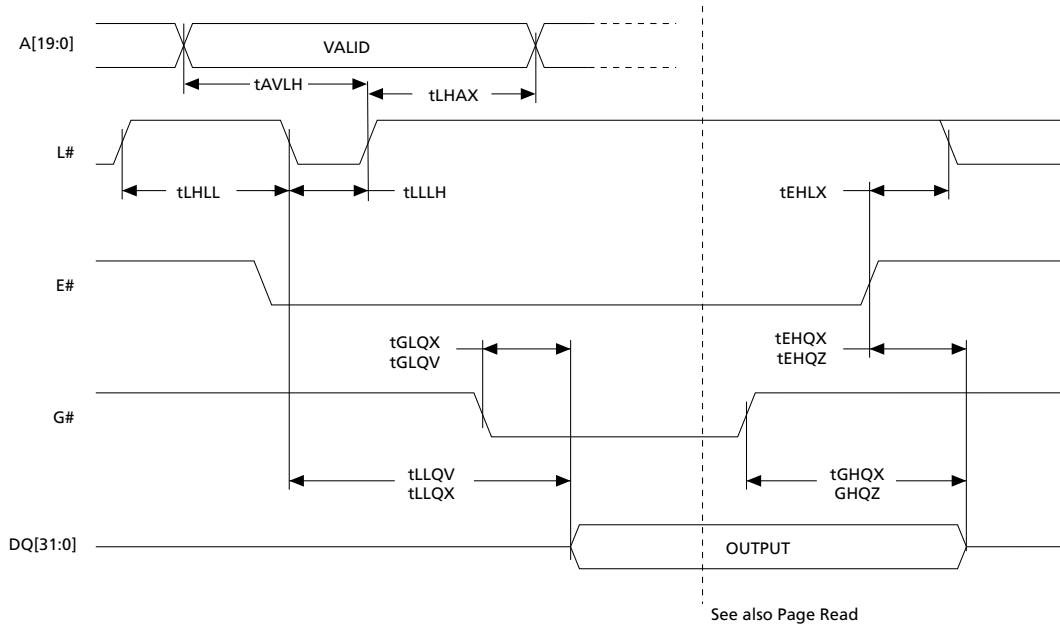 A[19:0]
VALID
tAVLH
tLHAX
L#
tLHLL
tLLLH
tEHLX
E#
tGLQX
tGLQV
tEHQX
tEHQZ
G#
tLLQV
tLLQX
tGHQX
GHQZ
DQ[31:0]
OUTPUT
See also Page Read